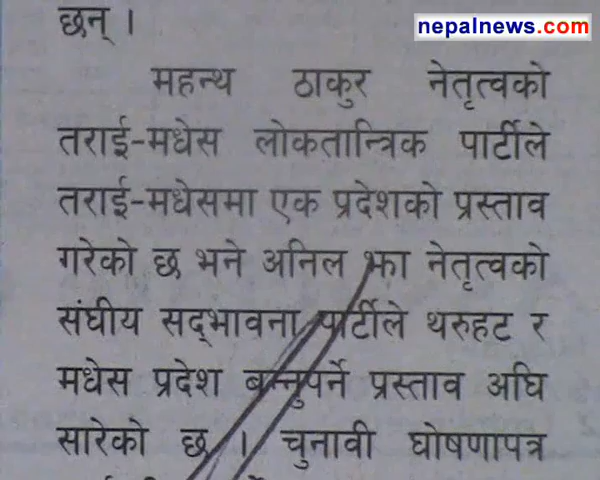 nepalnews.com
छन् ।
महन्थ ठाकुर नेतृत्वको
तराई-मधेस लोकतान्त्रिक पार्टीले
तराई-मधेसमा एक प्रदेशको प्रस्ताव
गरेको छ भने अनिल झा नेतृत्वको
संघीय सद्‌भावना पार्टीले थरुहट र
मधेस प्रदेश बन्नुपर्ने प्रस्ताव अघि
सारेको छ । चुनावी घोषणापत्र